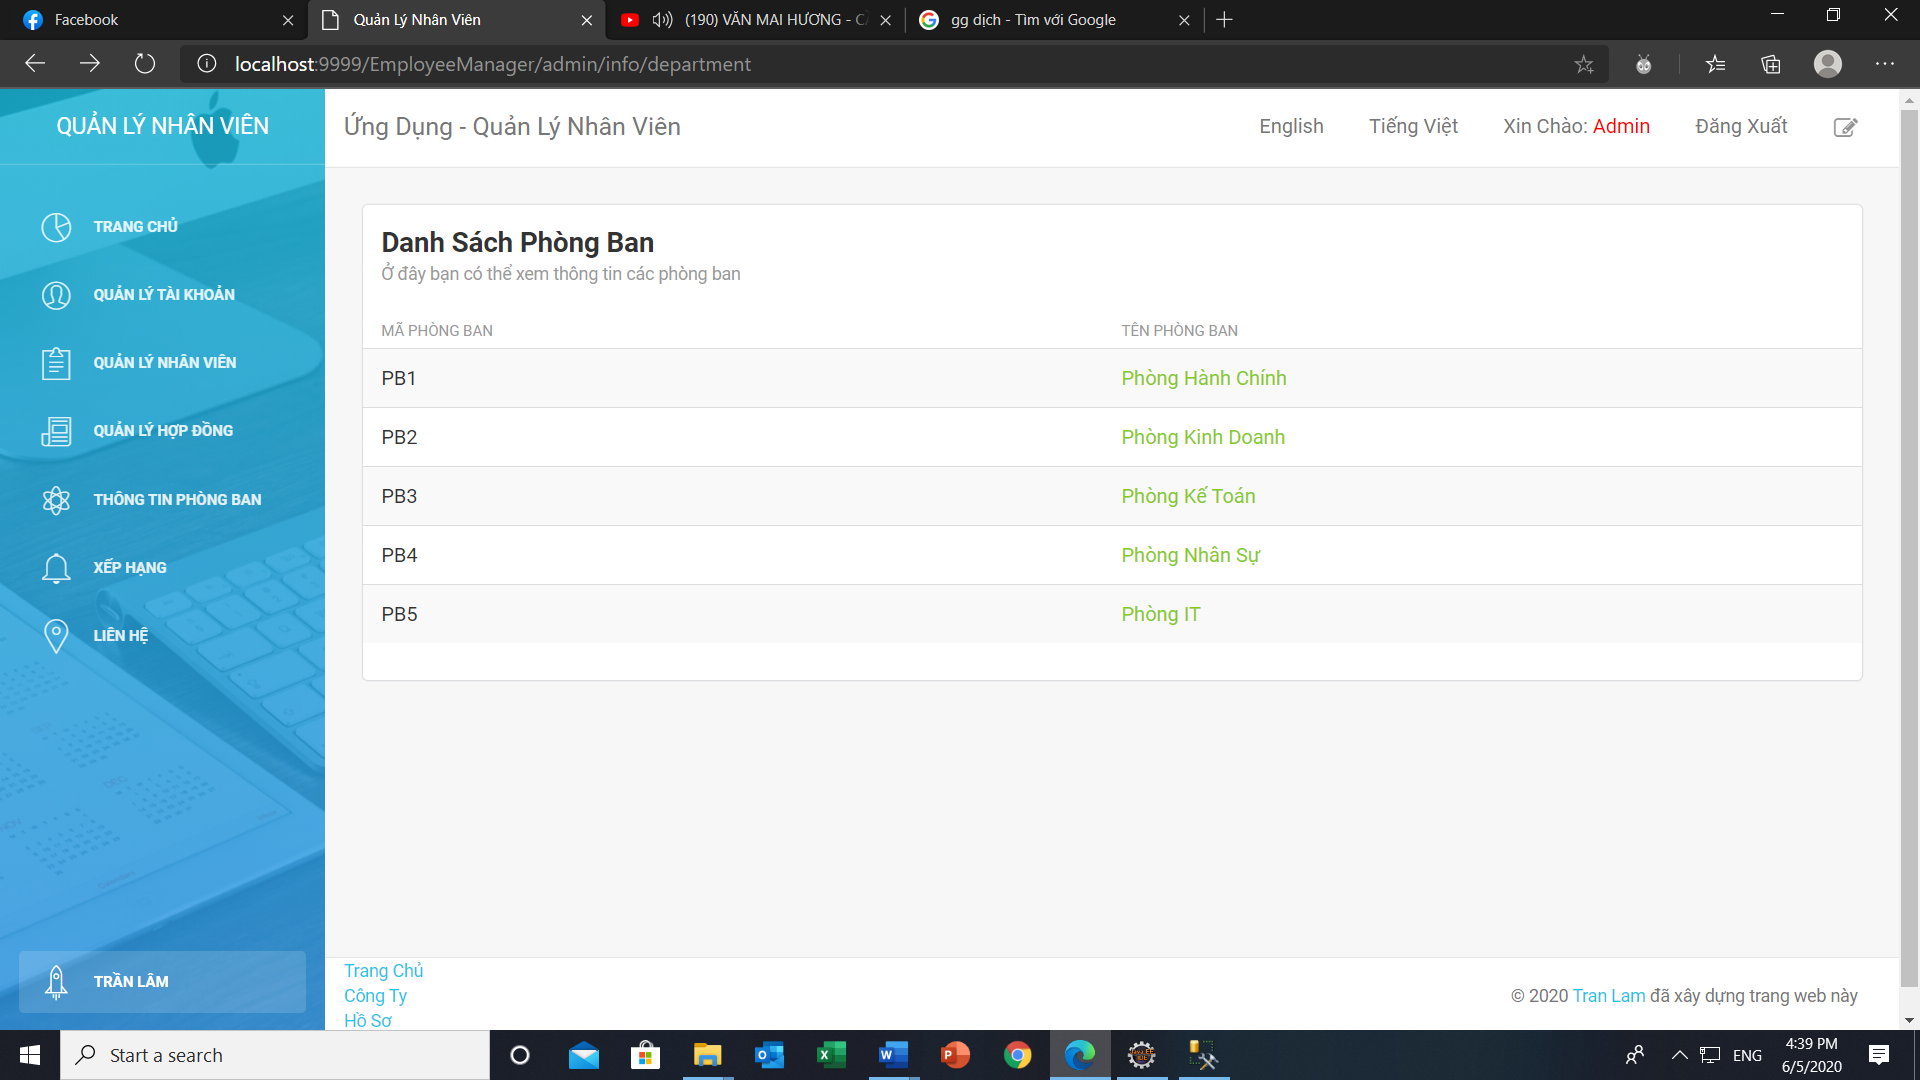 Facebook
Quản Lý Nhân Viên
(190) VĂN MAI HƯƠNG -
gg dịch - Tìm với Google
localhost:9999/EmployeeManager/admin/info/department
QUẢN LÝ NHÂN VIÊN
Ứng Dụng - Quản Lý Nhân Viên
English
Tiếng Việt
Xin Chào: Admin
Đăng Xuất
TRANG CHỦ
QUẢN LÝ TÀI KHOẢN
QUẢN LÝ NHÂN VIÊN
QUẢN LÝ HỢP ĐỒNG
THÔNG TIN PHÒNG BAN
XẾP HẠNG
LIÊN HỆ
TRẦN LÂM
Danh Sách Phòng Ban
Ở đây bạn có thể xem thông tin các phòng ban
MÃ PHÒNG BAN TÊN PHÒNG BAN
PB1 Phòng Hành Chính
PB2 Phòng Kinh Doanh
PB3 Phòng Kế Toán
PB4 Phòng Nhân Sự
PB5 Phòng IT
Trang Chủ
Công Ty
Hồ Sơ
© 2020 Tran Lam đã xây dựng trang web này
Start a search
ENG
4:39 PM
6/5/2020